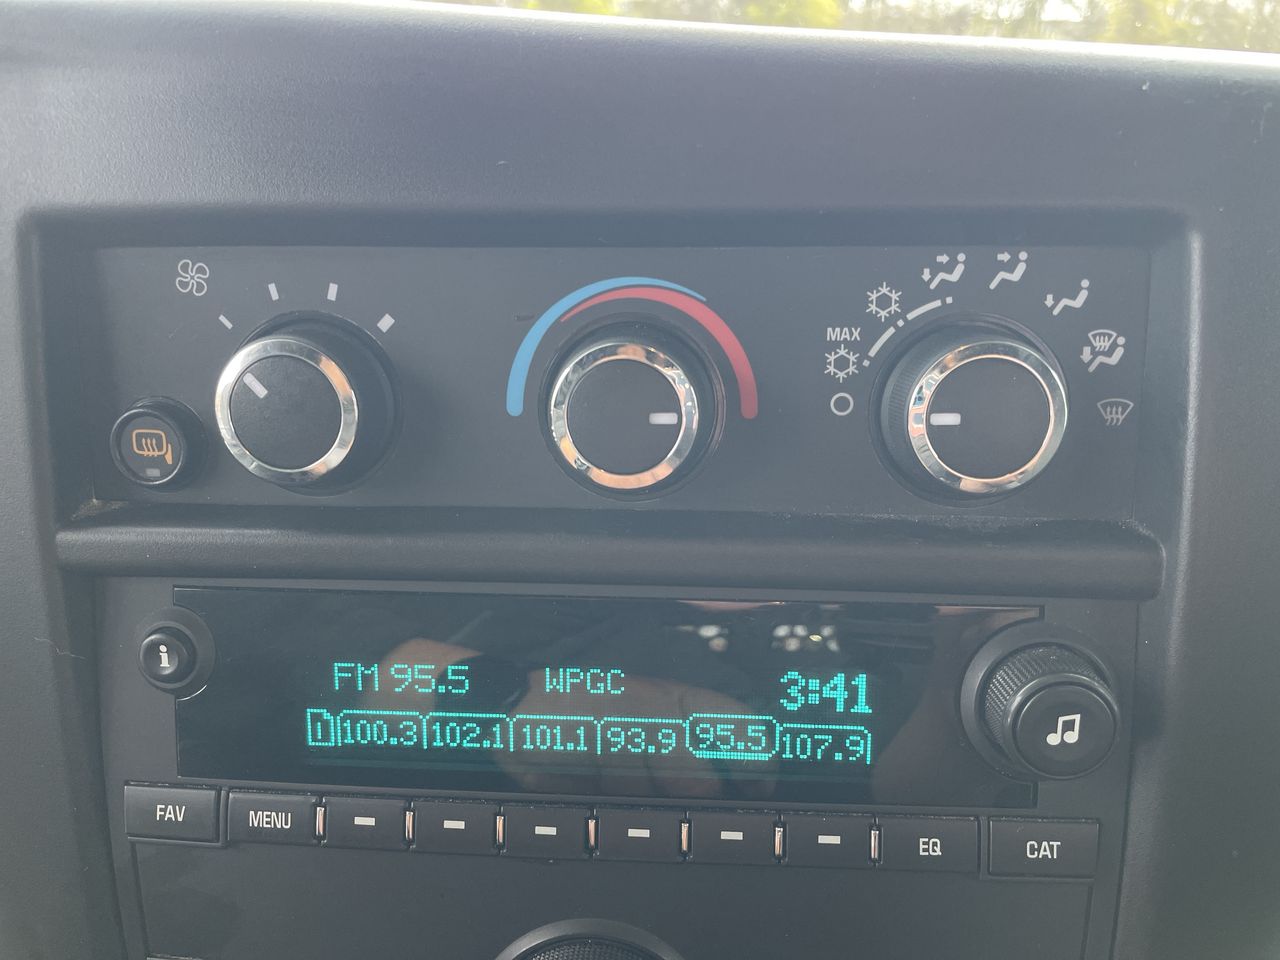 MAX
i
FM 95.5 WPGC 3:41
1 100.3 102.1 101.1 93.9 95.5 107.9
FAV MENU EQ CAT